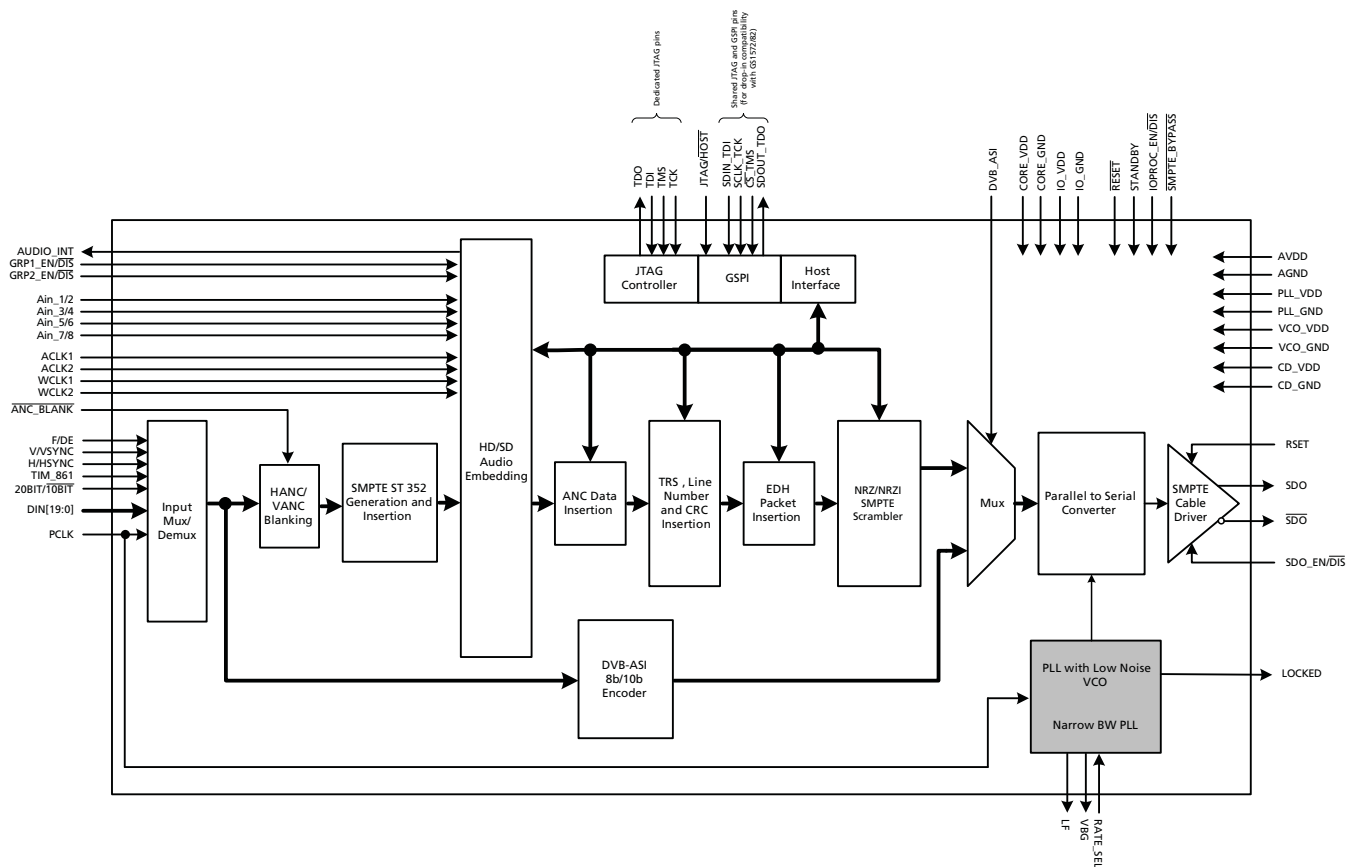 Dedicated JTAG pins
Shared JTAG and GSPI pins
(for drop-in compatibility
with GS1572/82)
TDO
TDI
TMS
TCK
JTAG/HOST
SDIN_TDI
SCLK_TCK
CS_TMS
SDOUT_TDO
DVB_ASI
CORE_VDD
CORE_GND
IO_VDD
IO_GND
RESET
STANDBY
IOPROC_EN/DIS
SMPTE_BYPASS
AUDIO_INT
GRP1_EN/DIS
GRP2_EN/DIS
Ain_1/2
Ain_3/4
Ain_5/6
Ain_7/8
ACLK1
ACLK2
WCLK1
WCLK2
ANC_BLANK
F/DE
V/VSYNC
H/HSYNC
TIM_861
20BIT/10BIT
DIN[19:0]
PCLK
JTAG
Controller
GSPI
Host
Interface
AVDD
AGND
PLL_VDD
PLL_GND
VCO_VDD
VCO_GND
CD_VDD
CD_GND
Input
Mux/
Demux
HANC/
VANC
Blanking
SMPTE ST 352
Generation and
Insertion
HD/SD
Audio
Embedding
ANC Data
Insertion
TRS , Line
Number
and CRC
Insertion
EDH
Packet
Insertion
NRZ/NRZI
SMPTE
Scrambler
Mux
Parallel to Serial
Converter
SMPTE
Cable
Driver
RSET
SDO
SDO
SDO_EN/DIS
DVB-ASI
8b/10b
Encoder
PLL with Low Noise
VCO
Narrow BW PLL
LOCKED
LF
VBG
RATE_SEL